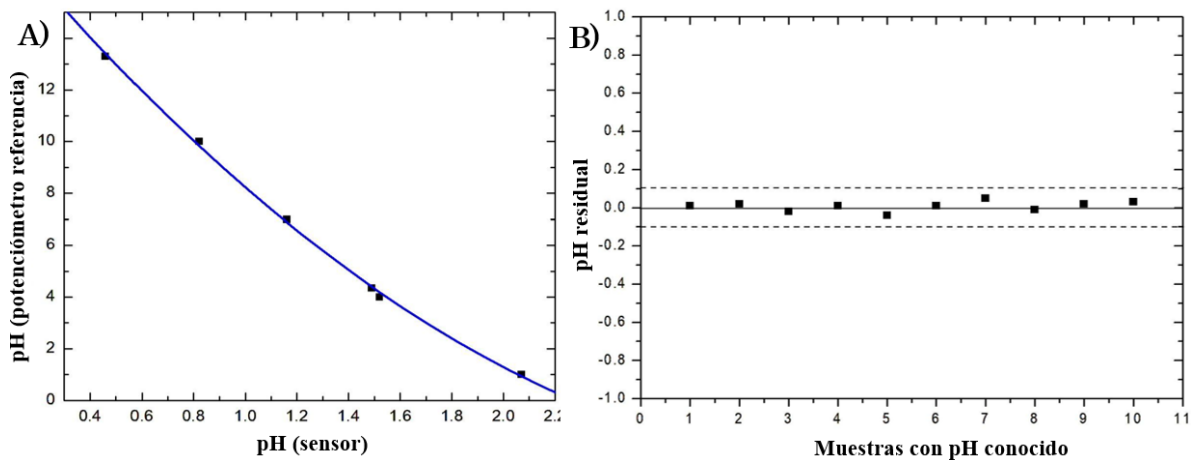 A)
pH (potenciómetro referencia)
12
10
8
6
4
2
0
0.4 0.6 0.8 1.0 1.2 1.4 1.6 1.8 2.0 2.2
pH (sensor)
B)
pH residual
1.0
0.8
0.6
0.4
0.2
0.0
-0.2
-0.4
-0.6
-0.8
-1.0
0 1 2 3 4 5 6 7 8 9 10 11
Muestras con pH conocido